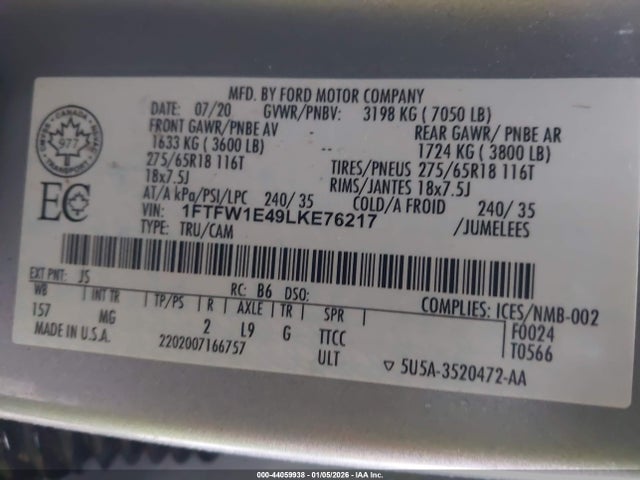 MFD. BY FORD MOTOR COMPANY
DATE: 07/20 GVWR/PNBV: 3198 KG ( 7050 LB)
FRONT GAWR/PNBE AV REAR GAWR/ PNBE AR
1633 KG ( 3600 LB) -- 1724 KG ( 3800 LB)
275/65R18 116T TIRES/PNEUS 275/65R18 116T
18x7.5J RIMS/JANTES 18x7.5J
AT/A kPa/PSI/LPC 240/ 35 COLD/A FROID 240/ 35
VIN: 1FTFW1E49LKE76217 /JUMELEES
TYPE: TRU/CAM
CANADA
977
TRANSPORT
EC
EXT PNT: J5 RC: B6 DSO: COMPLIES: ICES/NMB-002
WB INT TR TP/PS R AXLE TR SPR F0024
157 MG 2 L9 G TTCC T0566
MADE IN U.S.A. 2202007166757 ULT ▽ 5U5A-3520472-AA
000-44059938 - 01/05/2026 - IAA Inc.